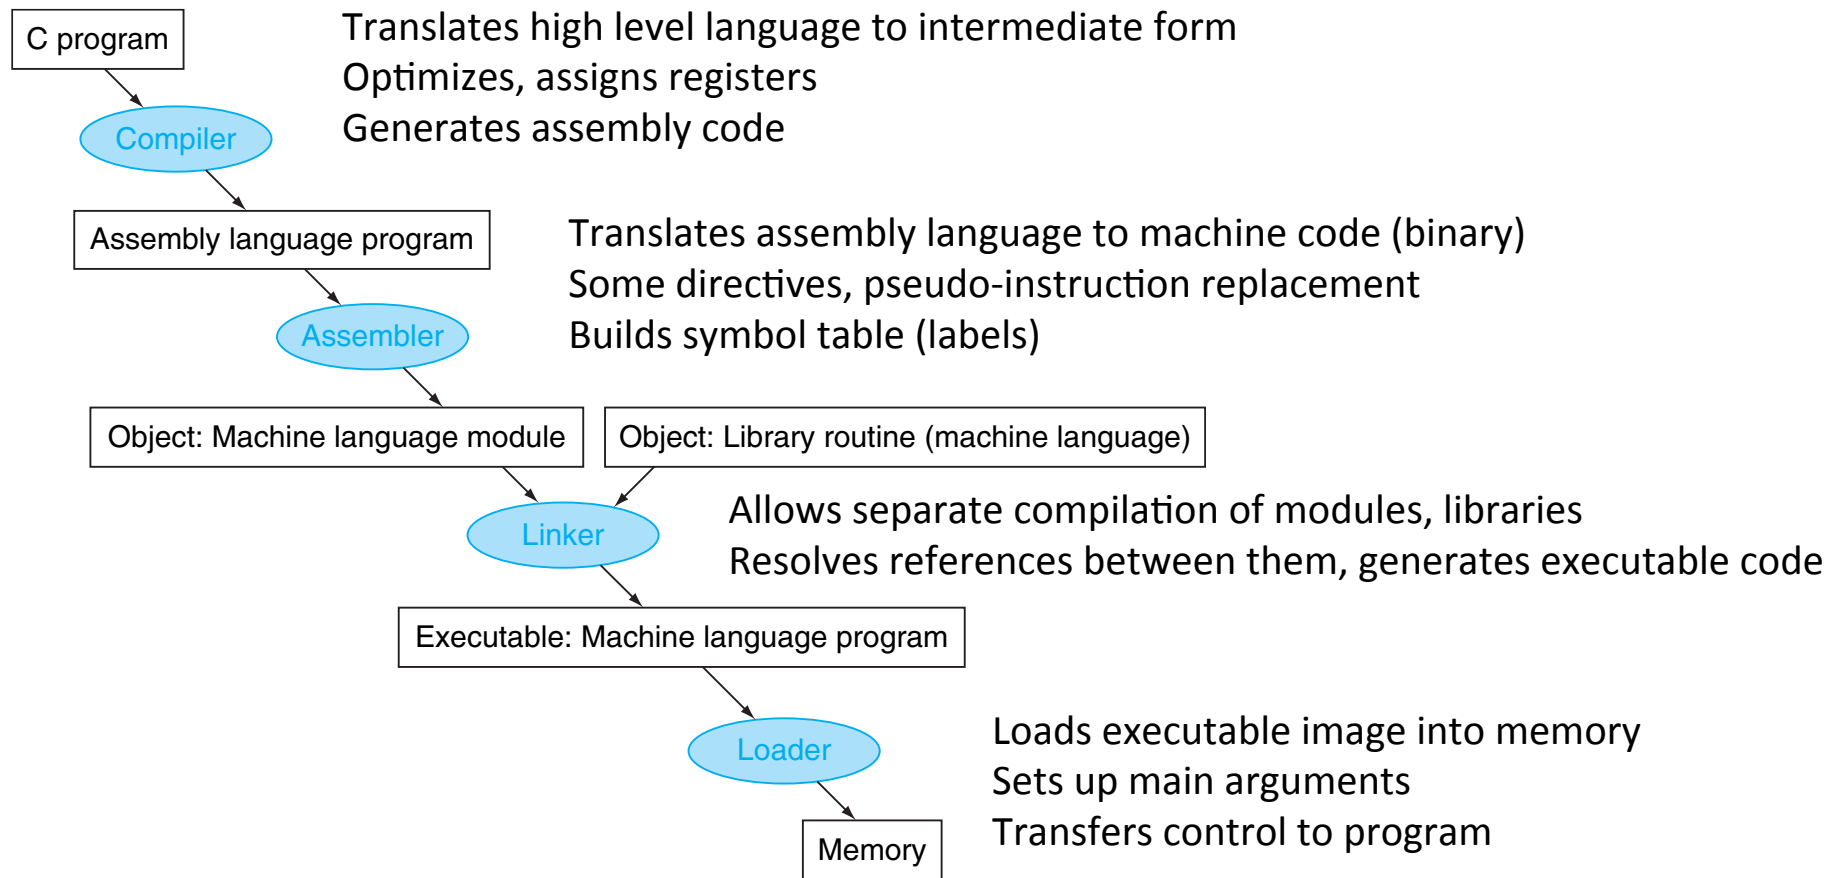 C program
Translates high level language to intermediate form
Optimizes, assigns registers
Generates assembly code
Compiler
Assembly language program
Translates assembly language to machine code (binary)
Some directives, pseudo-instruction replacement
Builds symbol table (labels)
Assembler
Object: Machine language module
Object: Library routine (machine language)
Linker
Allows separate compilation of modules, libraries
Resolves references between them, generates executable code
Executable: Machine language program
Loader
Loads executable image into memory
Sets up main arguments
Transfers control to program
Memory